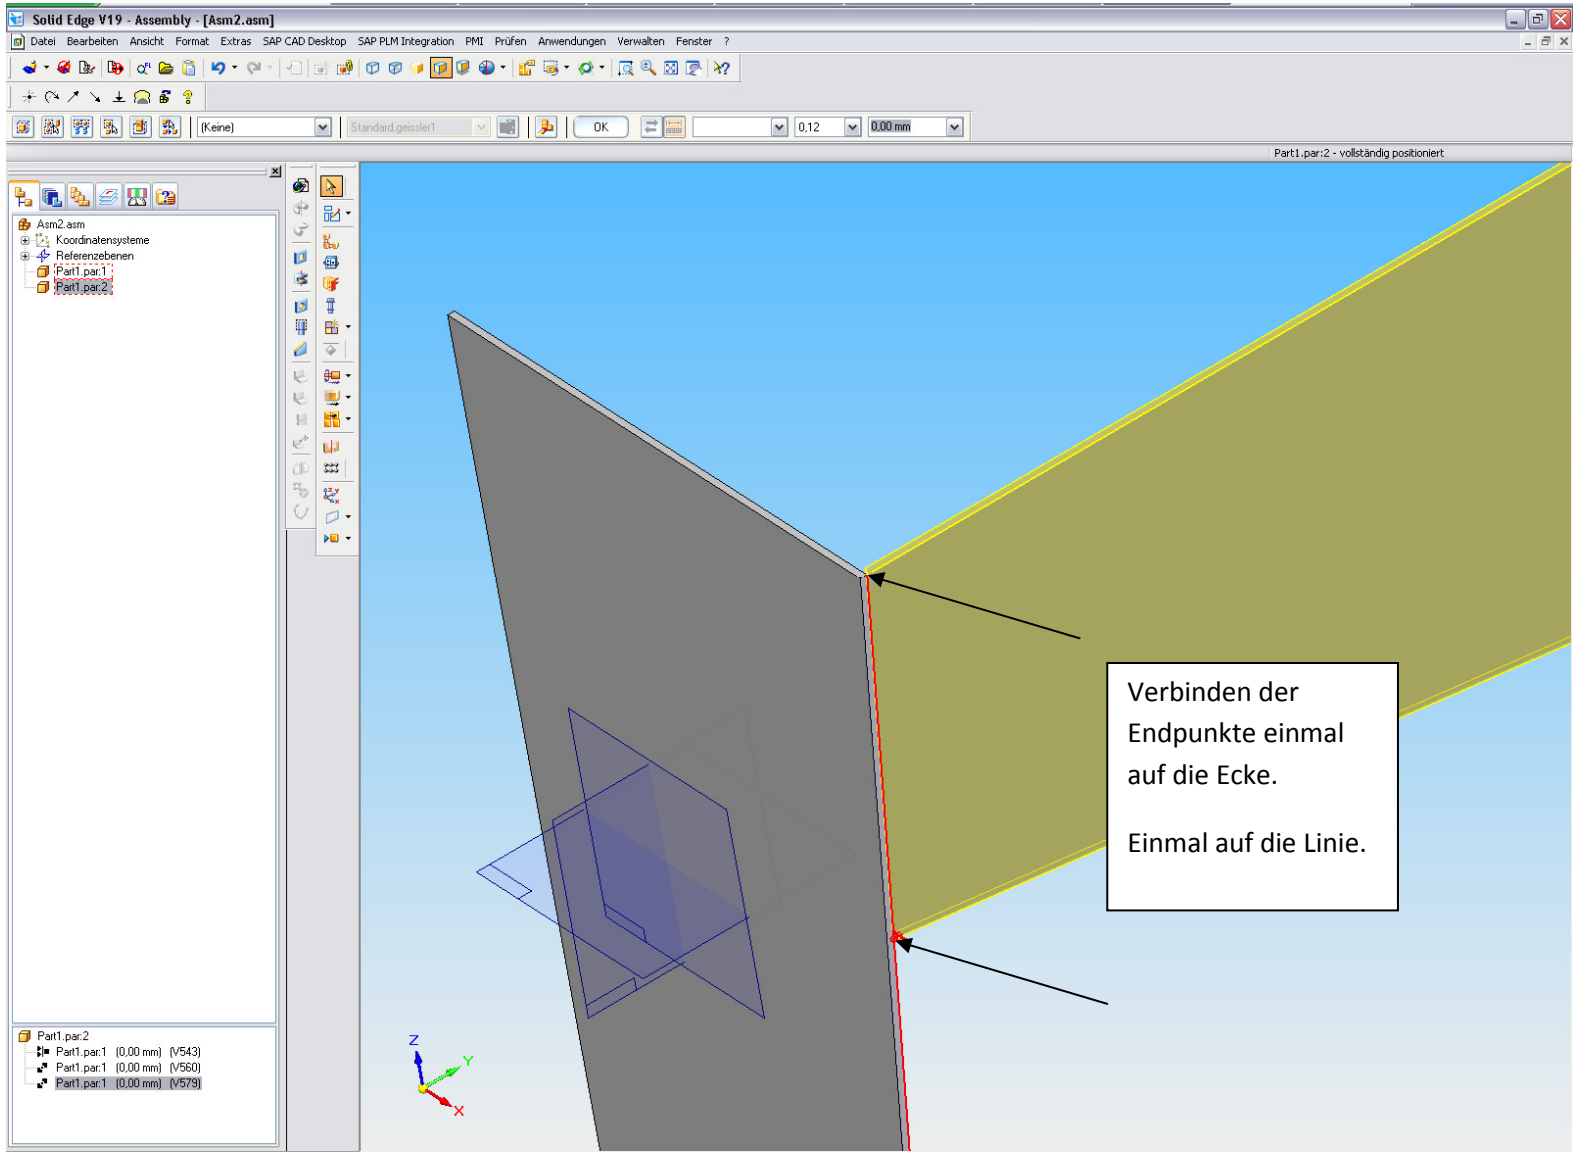 Solid Edge V19 - Assembly - [Asm2.asm]
Datei Bearbeiten Ansicht Format Extras SAP CAD Desktop SAP PLM Integration PMI Prüfen Anwendungen Verwalten Fenster ?
(Keine) Standard,geissler1 OK 0,12 0,00 mm
Part1.par:2 - vollständig positioniert
Asm2.asm
Koordinatensysteme
Referenzebenen
Part1.par:1
Part1.par:2
Verbinden der
Endpunkte einmal
auf die Ecke.
Einmal auf die Linie.
Z
Y
X
Part1.par:2
Part1.par:1 (0,00 mm) (V543)
Part1.par:1 (0,00 mm) (V560)
Part1.par:1 (0,00 mm) (V579)